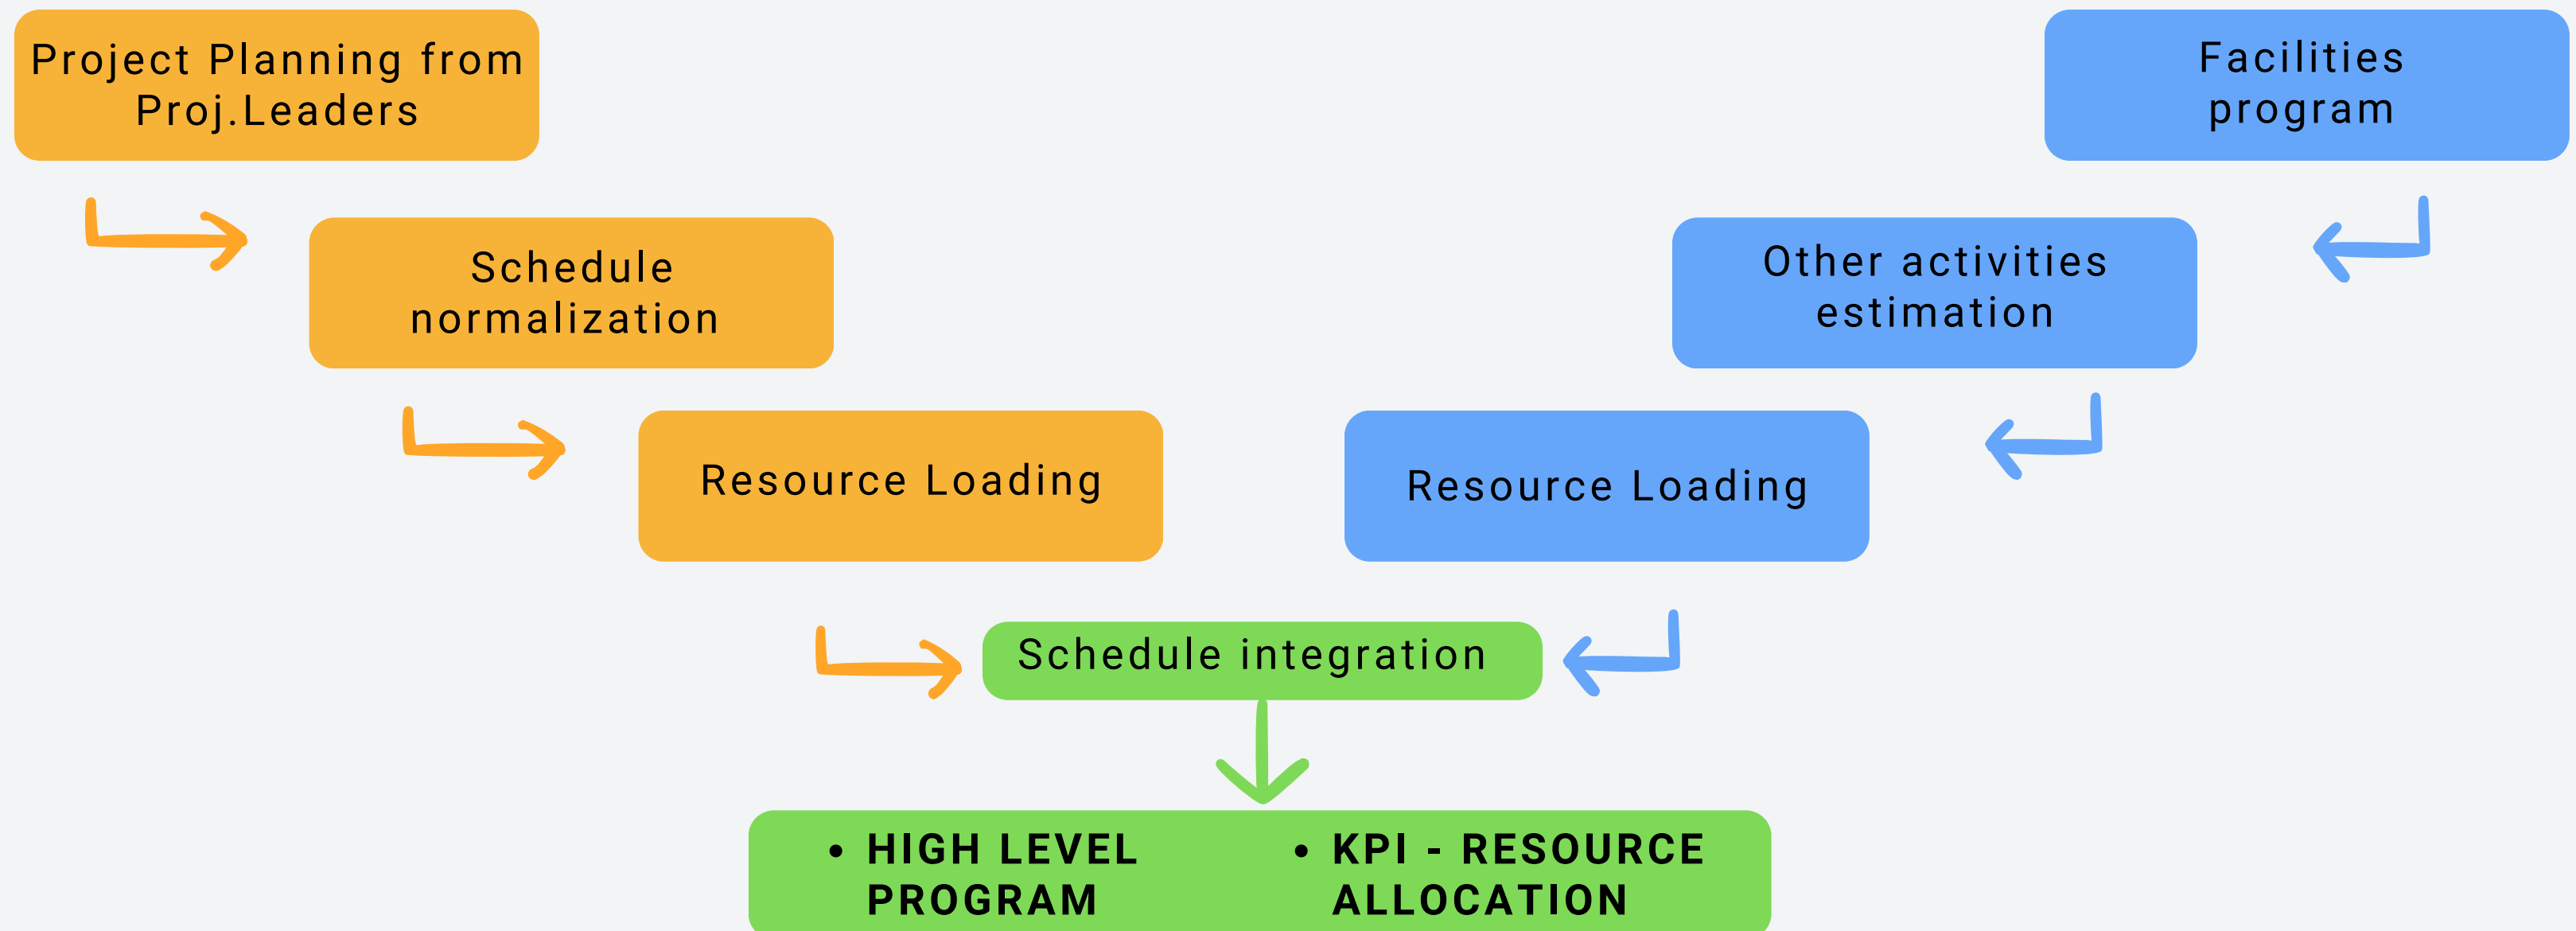 Project Planning from
Proj.Leaders
Facilities
program
Schedule
normalization
Other activities
estimation
Resource Loading
Resource Loading
Schedule integration
• HIGH LEVEL
PROGRAM
• KPI - RESOURCE
ALLOCATION